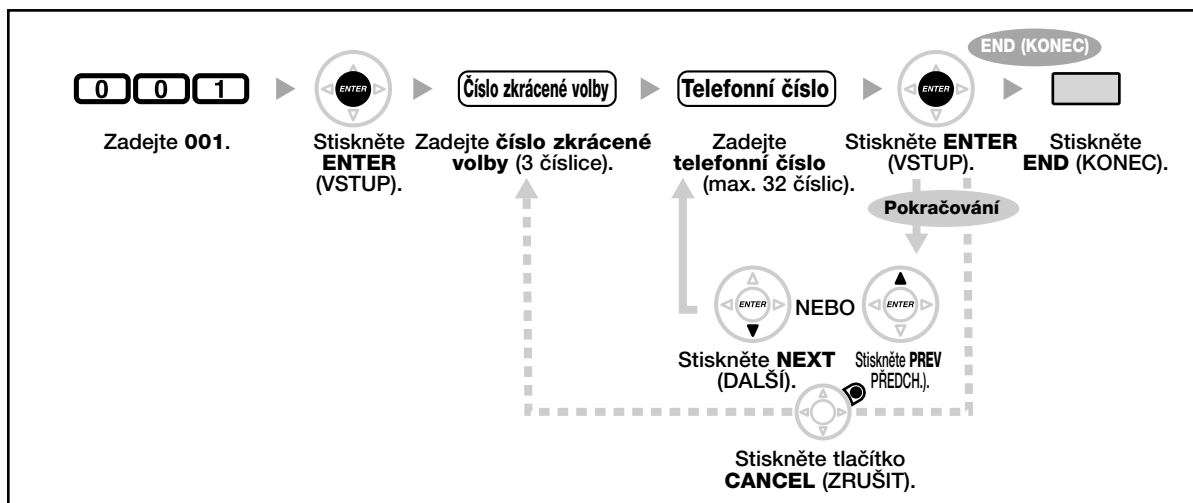 END (KONEC)
0 0 1
ENTER
Číslo zkrácené volby
Telefonní číslo
ENTER
Zadejte 001.
Stiskněte
ENTER
(VSTUP).
Zadejte číslo zkrácené
volby (3 číslice).
Zadejte
telefonní číslo
(max. 32 číslic).
Stiskněte ENTER
(VSTUP).
Stiskněte
END (KONEC).
Pokračování
ENTER
NEBO
ENTER
Stiskněte NEXT
(DALŠÍ).
Stiskněte PREV
PŘEDCH.).
Stiskněte tlačítko
CANCEL (ZRUŠIT).